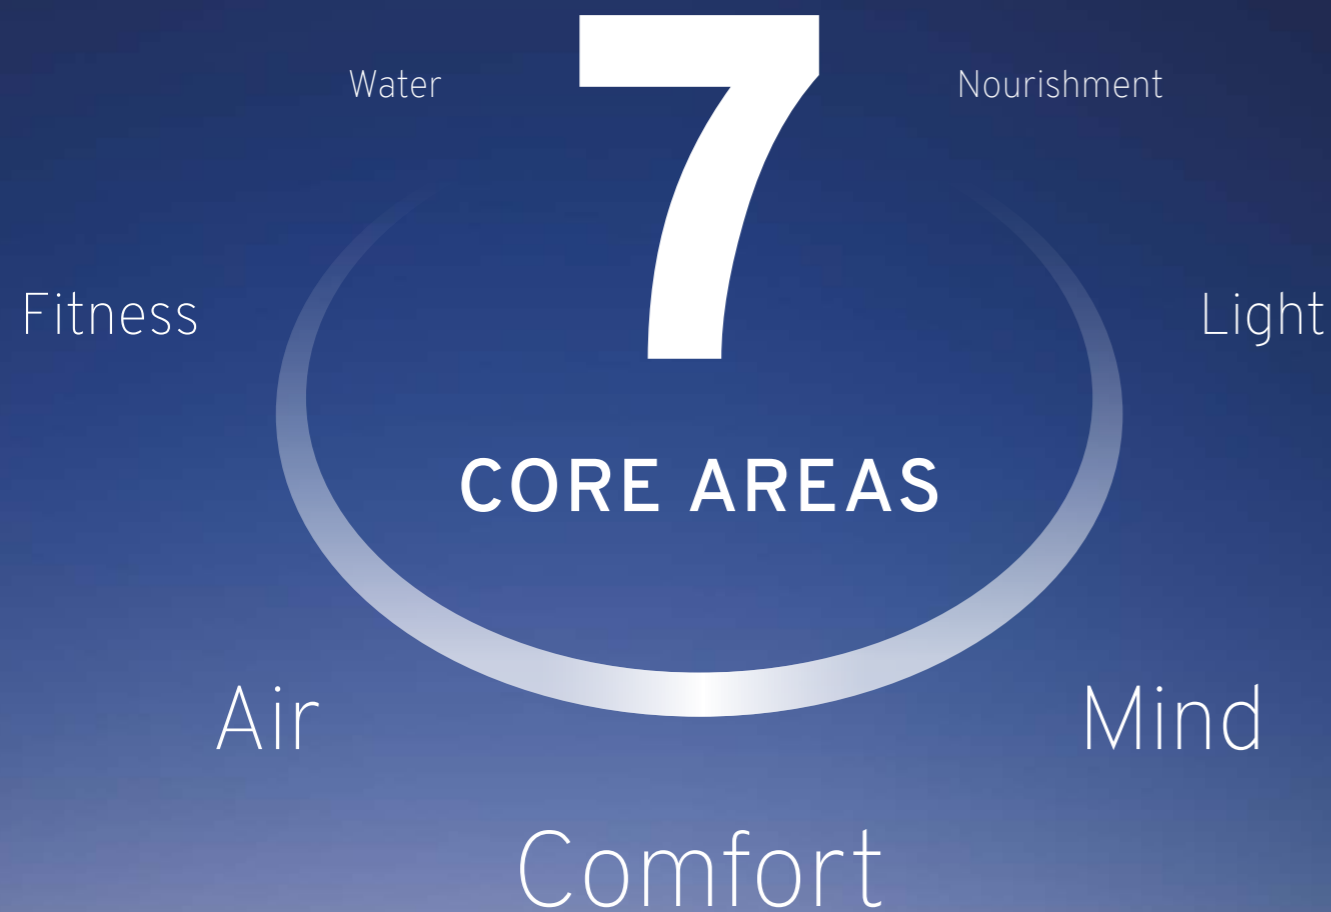 7
Water
Nourishment
Fitness
Light
CORE AREAS
Air
Mind
Comfort